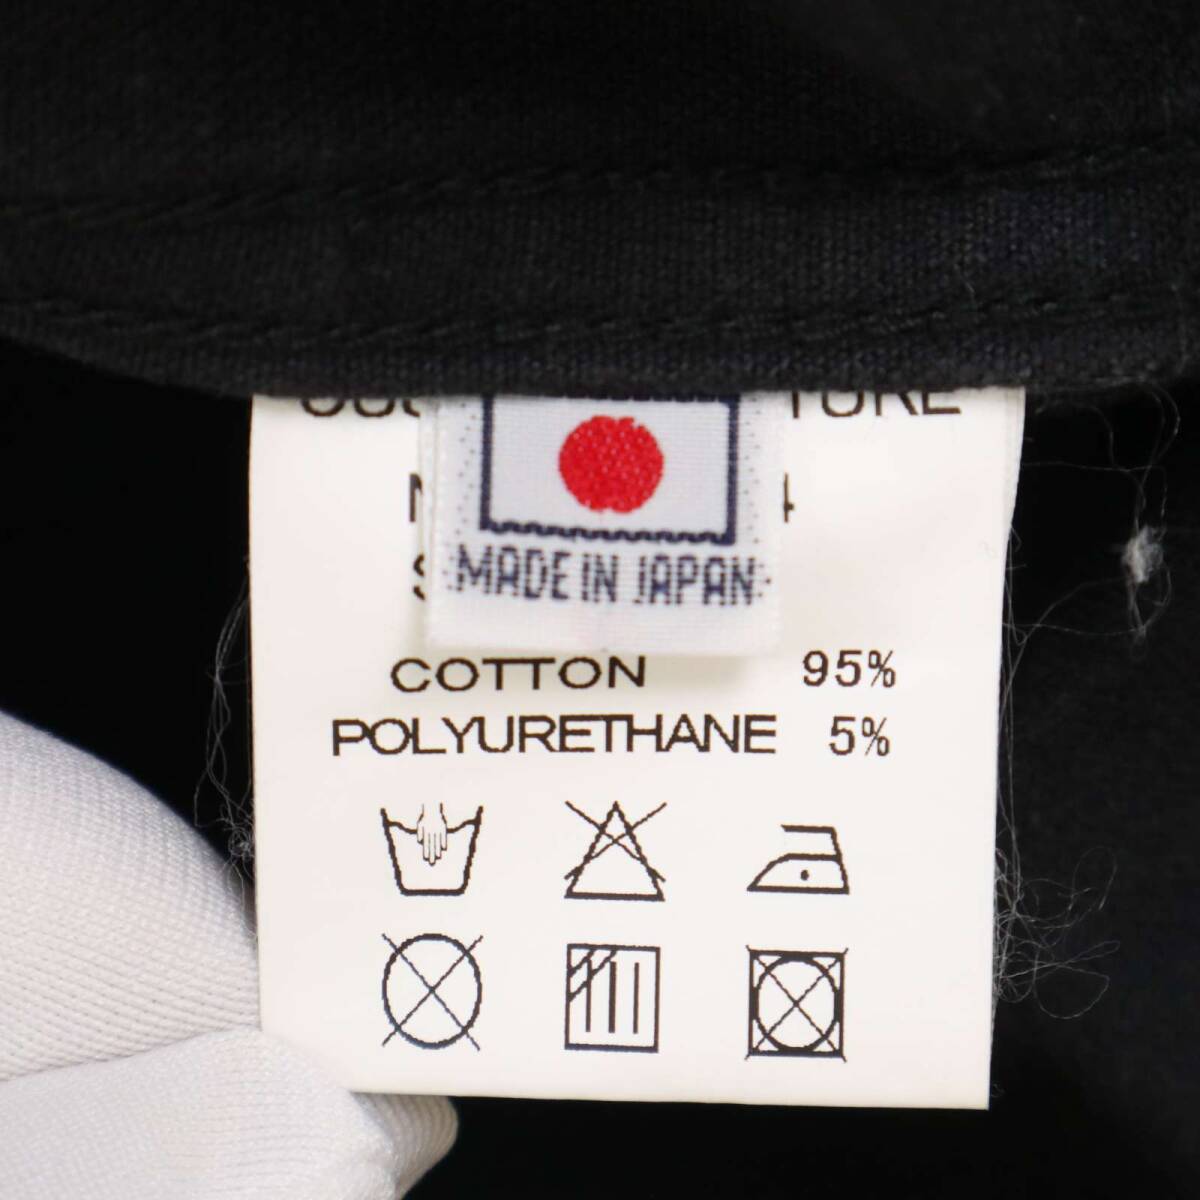 MADE IN JAPAN
COTTON 95%
POLYURETHANE 5%